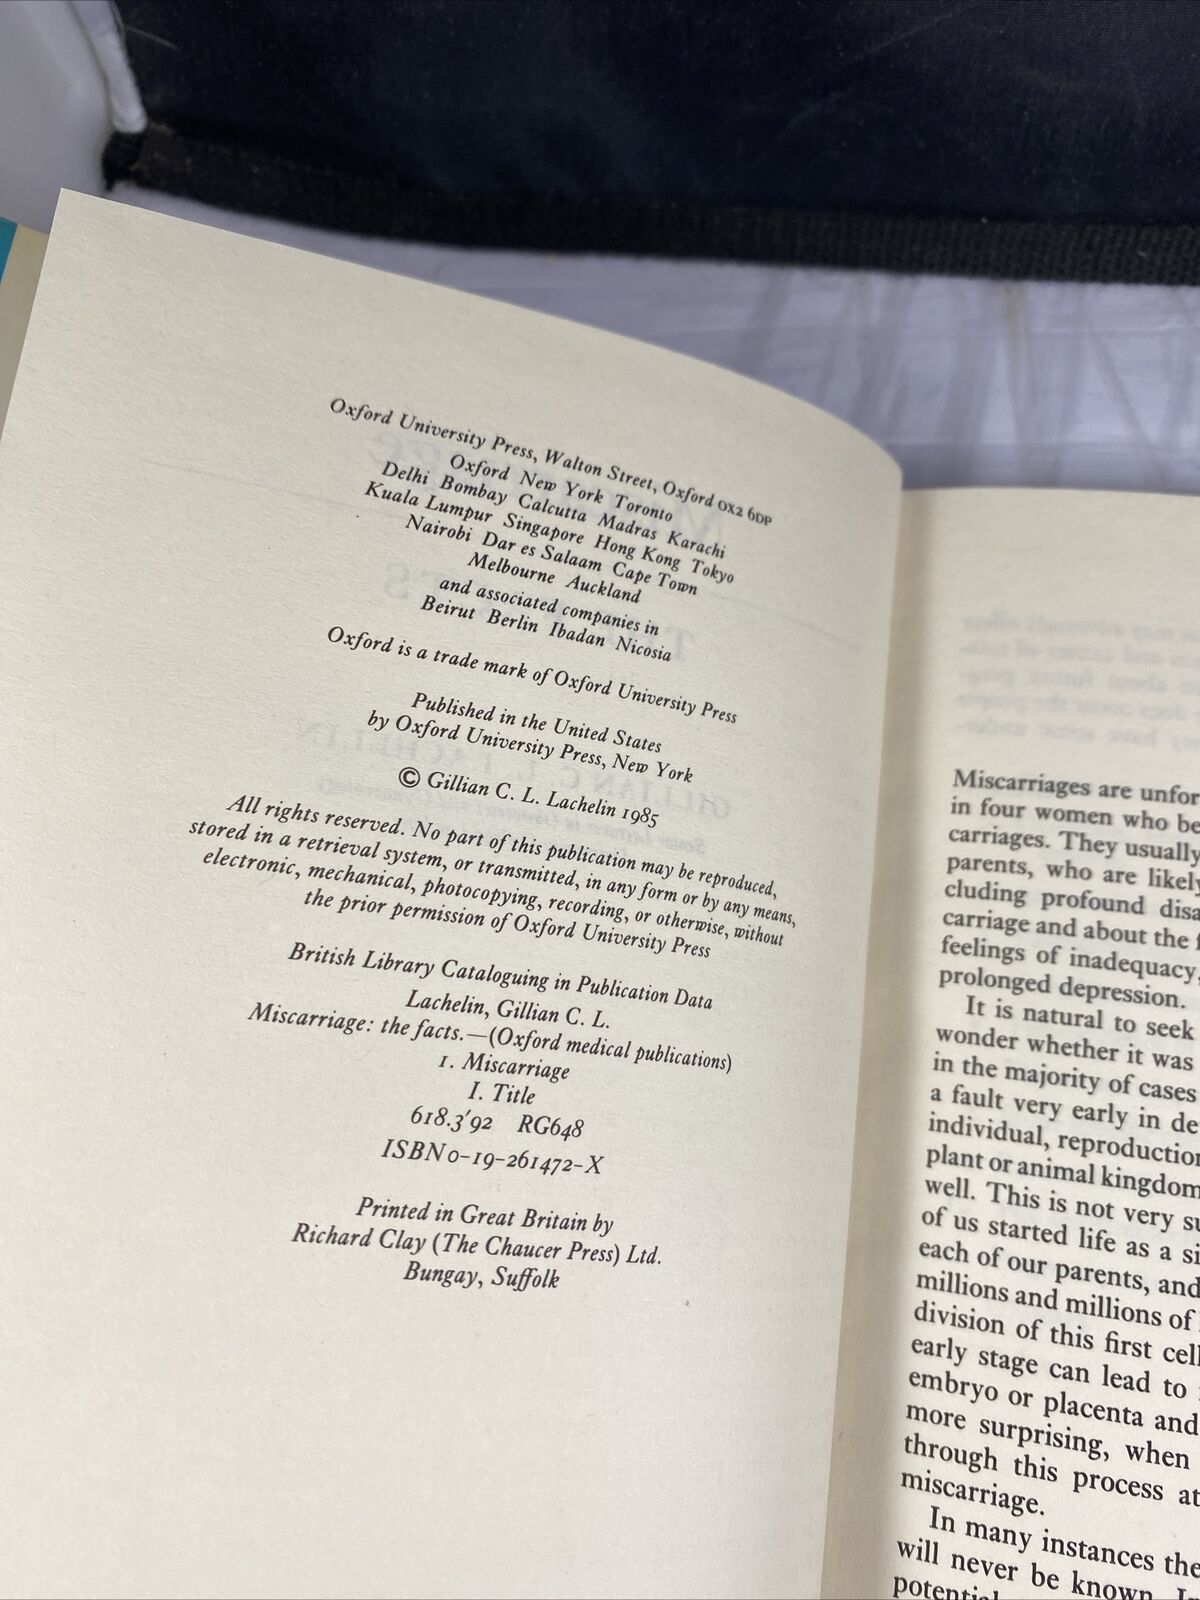 Oxford University Press, Walton Street, Oxford OX2 6DP
Oxford New York Toronto
Delhi Bombay Calcutta Madras Karachi
Kuala Lumpur Singapore Hong Kong Tokyo
Nairobi Dar es Salaam Cape Town
Melbourne Auckland
and associated companies in
Beirut Berlin Ibadan Nicosia
Oxford is a trade mark of Oxford University Press
Published in the United States
by Oxford University Press, New York
© Gillian C. L. Lachelin 1985
All rights reserved. No part of this publication may be reproduced,
stored in a retrieval system, or transmitted, in any form or by any means,
electronic, mechanical, photocopying, recording, or otherwise, without
the prior permission of Oxford University Press
British Library Cataloguing in Publication Data
Lachelin, Gillian C. L.
Miscarriage: the facts.—(Oxford medical publications)
1. Miscarriage
I. Title
618.3'92 RG648
ISBN 0-19-261472-X
Printed in Great Britain by
Richard Clay (The Chaucer Press) Ltd.
Bungay, Suffolk
Miscarriages are unfor
in four women who be
carriages. They usually
parents, who are likely
cluding profound disa
carriage and about the f
feelings of inadequacy,
prolonged depression.
It is natural to seek
wonder whether it was
in the majority of cases
a fault very early in de
individual, reproduction
plant or animal kingdom
well. This is not very su
of us started life as a si
each of our parents, and
millions and millions of
division of this first cell
early stage can lead to
embryo or placenta and
more surprising, when
through this process at
miscarriage.
In many instances the
will never be known. I
potential